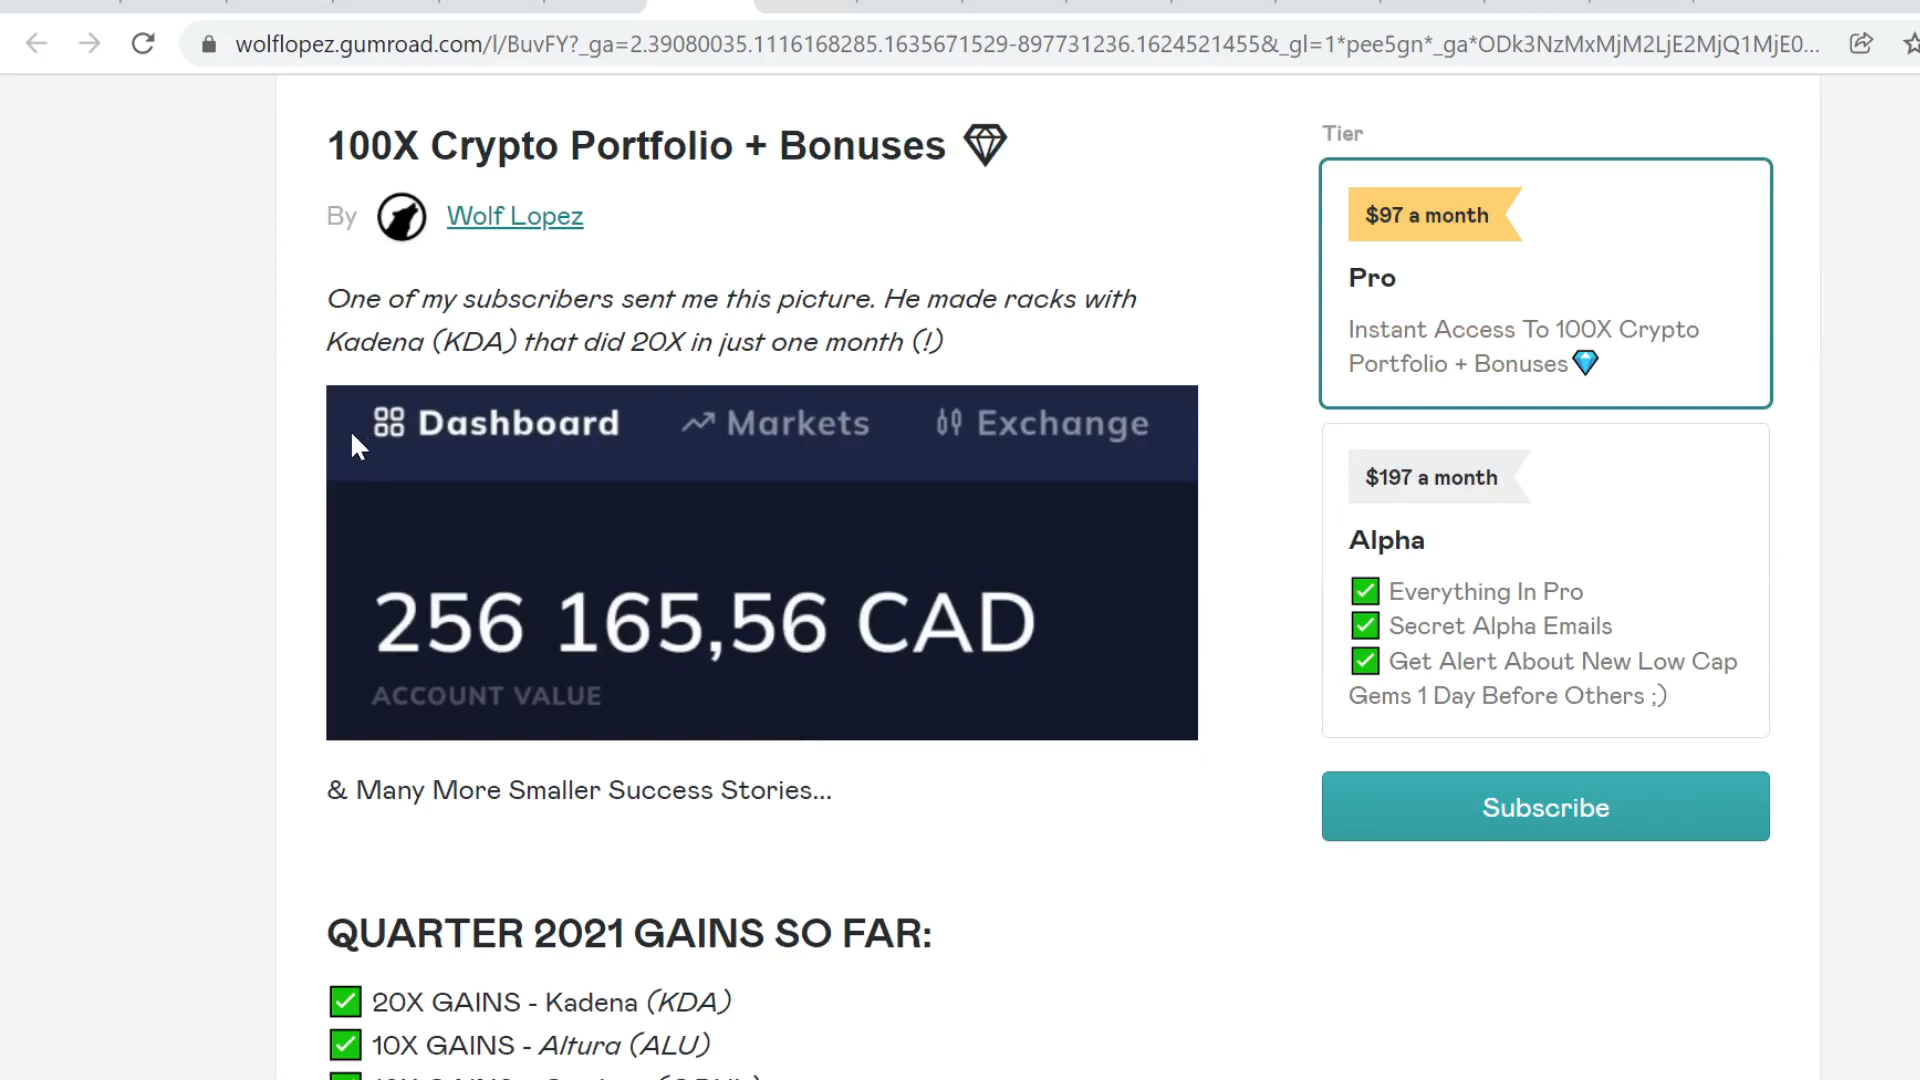 wolflopez.gumroad.com/l/BuvFY?_ga=2.39080035.1116168285.1635671529-897731236.1624521455&_gl=1*pee5gn*_ga*ODk3NzMxMjM2LjE2MjQ1MjE0...
100X Crypto Portfolio + Bonuses
By Wolf Lopez
One of my subscribers sent me this picture. He made racks with
Kadena (KDA) that did 20X in just one month (!)
Dashboard Markets Exchange
256 165,56 CAD
ACCOUNT VALUE
& Many More Smaller Success Stories...
QUARTER 2021 GAINS SO FAR:
20X GAINS - Kadena (KDA)
10X GAINS - Altura (ALU)
Tier
$97 a month
Pro
Instant Access To 100X Crypto
Portfolio + Bonuses
$197 a month
Alpha
Everything In Pro
Secret Alpha Emails
Get Alert About New Low Cap
Gems 1 Day Before Others ;)
Subscribe